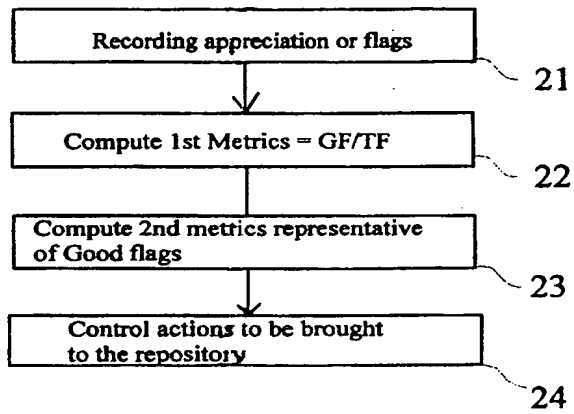 Recording appreciation or flags
21
Compute 1st Metrics = GF/TF
22
Compute 2nd metrics representative
of Good flags
23
Control actions to be brought
to the repository
24